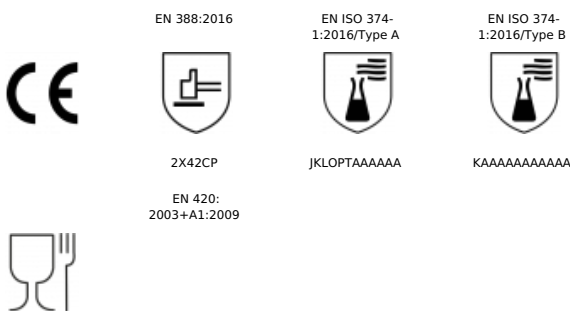 EN 388:2016
EN ISO 374-
1:2016/Type A
EN ISO 374-
1:2016/Type B
CE
2X42CP
JKLOPTAAAAAA
KAAAAAAAAAAA
EN 420:
2003+A1:2009